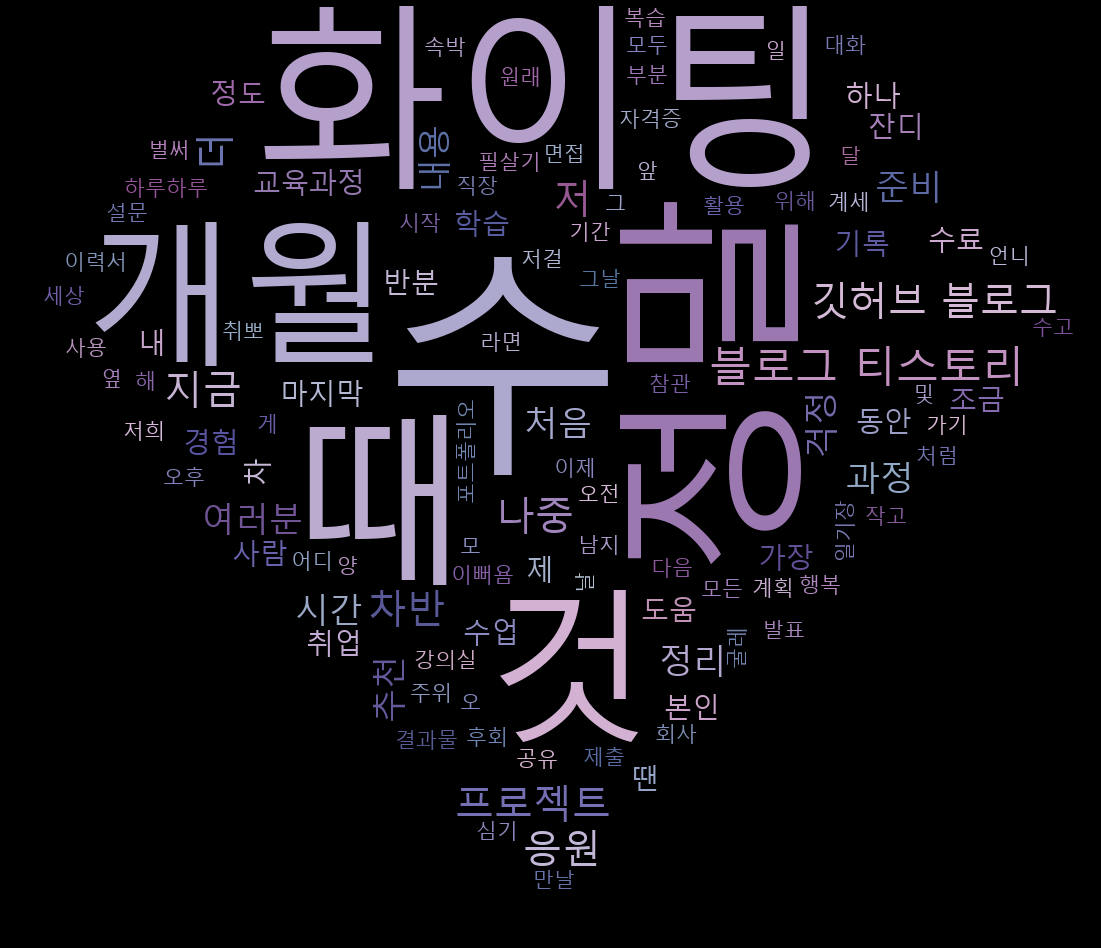 화이팅
복습
모두
일
대화
속박
원래
부분
정도
하나
자격증
잔디
벌써
더
내용
필살기
면접
달
앞
교육과정
직장
저
그
활용
위해
계세
준비
하루하루
설문
시작
학습
기간
정말
기록
수료
언니
이력서
개월
수
저걸
그날
반분
세상
깃허브 블로그
수고
취뽀
라면
사용
내
블로그 티스토리
옆
해
지금
마지막
참관
및
조금
처음
걱정
동안
가기
저희
경험
게
차
때
포트폴리오
처럼
오후
이제
오전
과정
여러분
나중
일기장
작고
사람
어디
양
모
남지
가장
이뻐욤
제
날
다음
모든
계획
행복
시간
차반
것
도움
수업
발표
취업
강의실
정리
굴레
추천
주위
오
본인
결과물
후회
회사
공유
제출
땐
프로젝트
심기
응원
만날